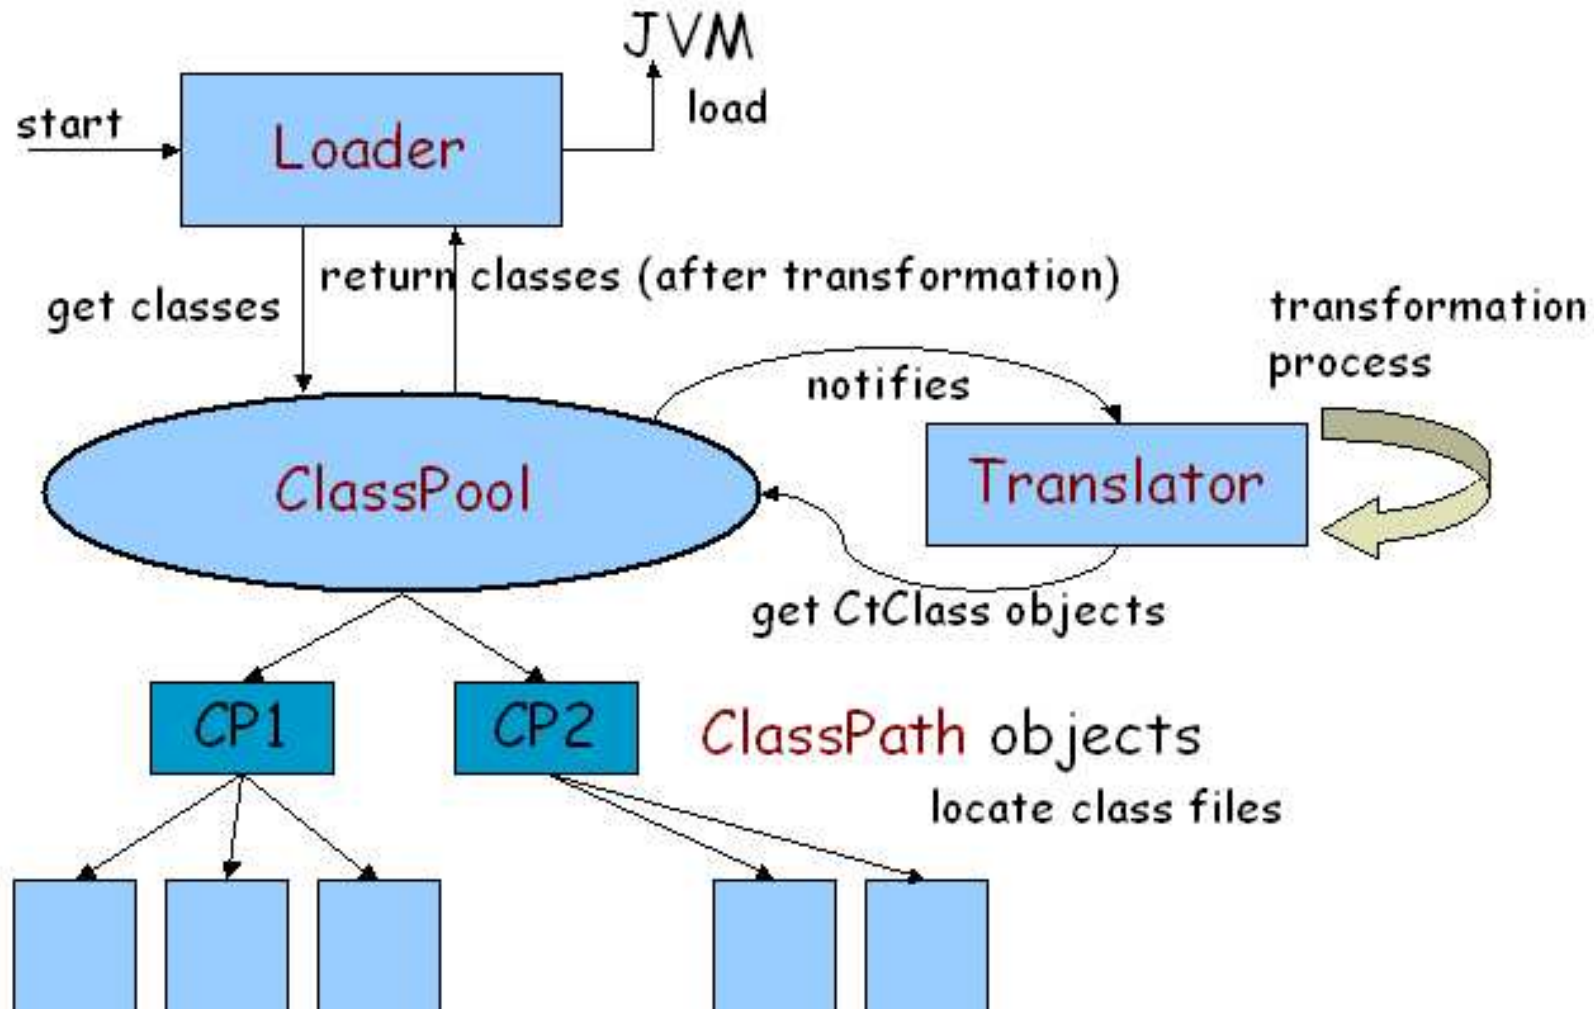 JVM
load
start
Loader
return classes (after transformation)
get classes
transformation
process
notifies
ClassPool
Translator
get CtClass objects
CP1
CP2
ClassPath objects
locate class files